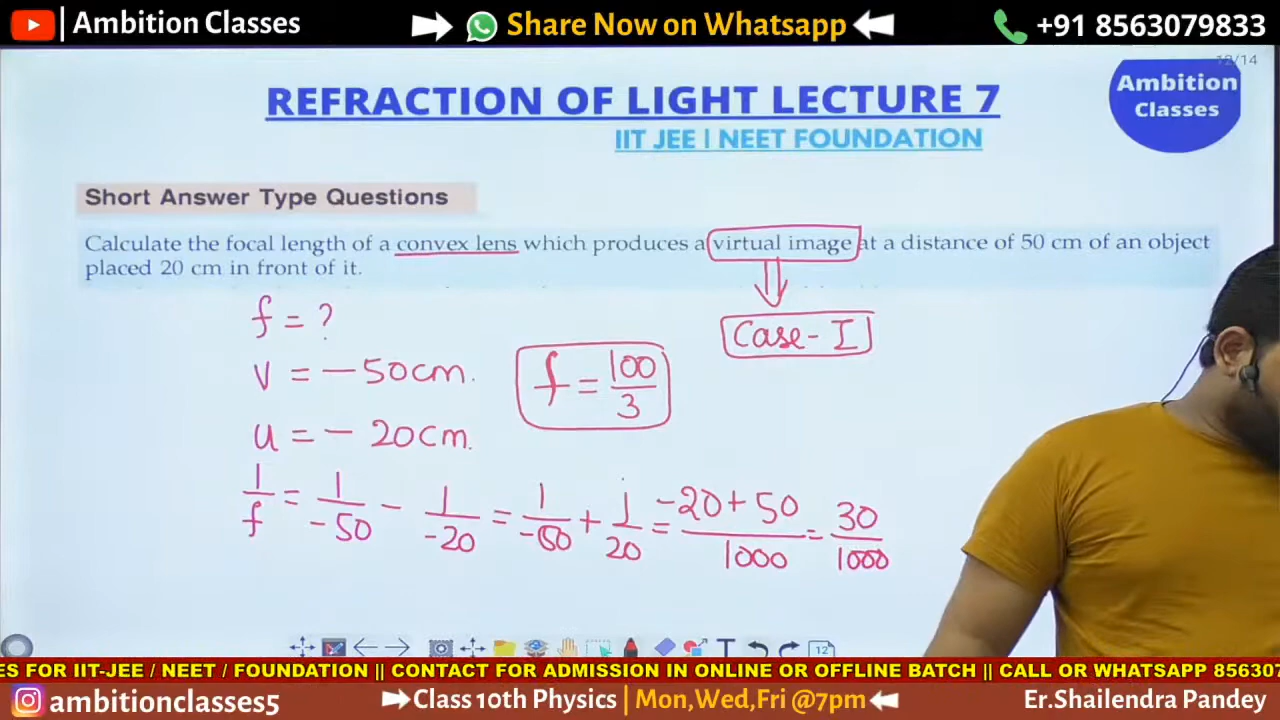 Ambition Classes
Share Now on Whatsapp
+91 8563079833
12/14
REFRACTION OF LIGHT LECTURE 7
Ambition
Classes
IIT JEE | NEET FOUNDATION
Short Answer Type Questions
Calculate the focal length of a convex lens which produces a virtual image at a distance of 50 cm of an object
placed 20 cm in front of it.
f = ?
Case - I
v = - 50cm.
f = 100/3
u = - 20cm.
1/f = 1/-50 - 1/-20 = 1/-50 + 1/20 = -20+50/1000 = 30/1000
T
12
ES FOR IIT-JEE / NEET / FOUNDATION || CONTACT FOR ADMISSION IN ONLINE OR OFFLINE BATCH || CALL OR WHATSAPP 85630
ambitionclasses5
Class 10th Physics | Mon,Wed,Fri @7pm
Er.Shailendra Pandey